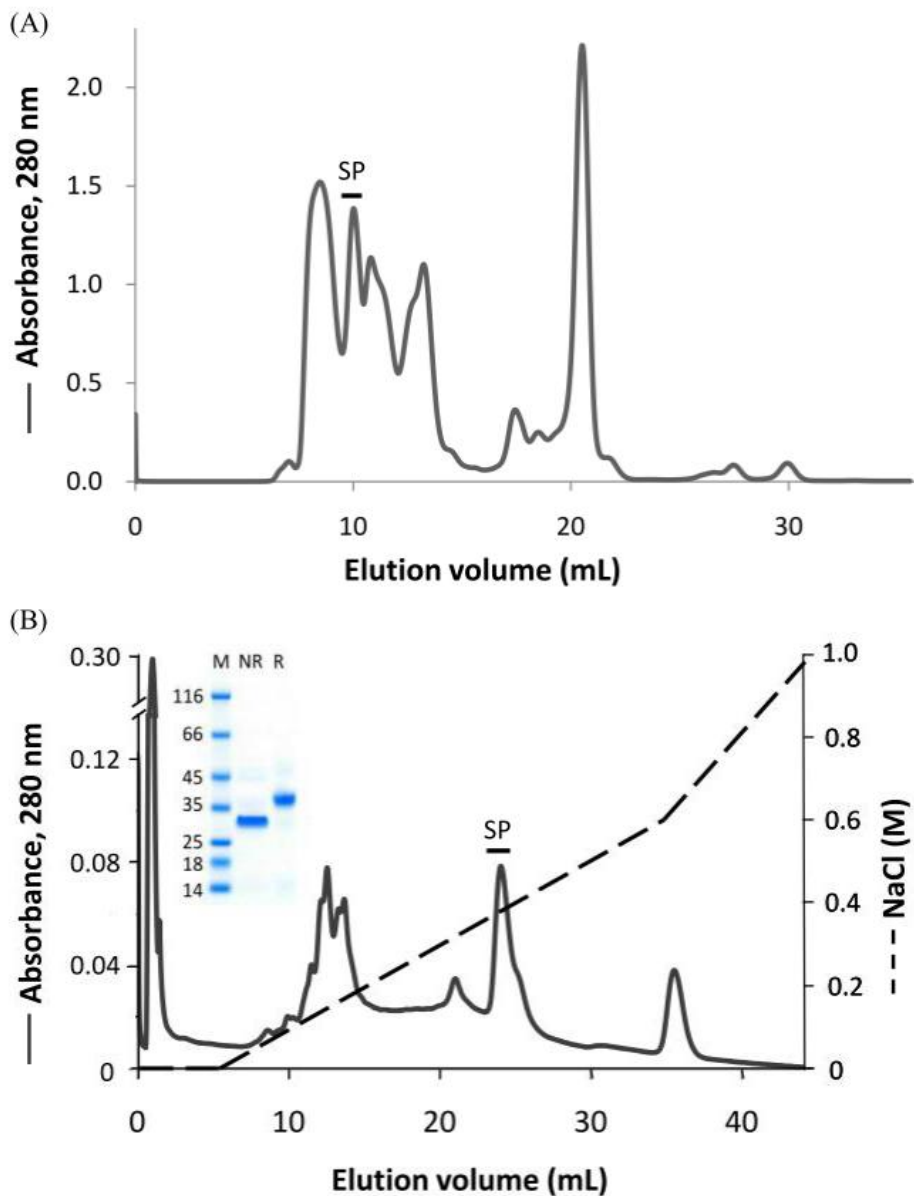 (A)
SP
2.0
1.5
1.0
0.5
0.0
— Absorbance, 280 nm
0 10 20 30
Elution volume (mL)
(B)
M NR R
116
66
45
35
25
18
14
SP
0.30
0.12
0.08
0.04
0
— Absorbance, 280 nm
1.0
0.8
0.6
0.4
0.2
0
--- NaCl (M)
0 10 20 30 40
Elution volume (mL)